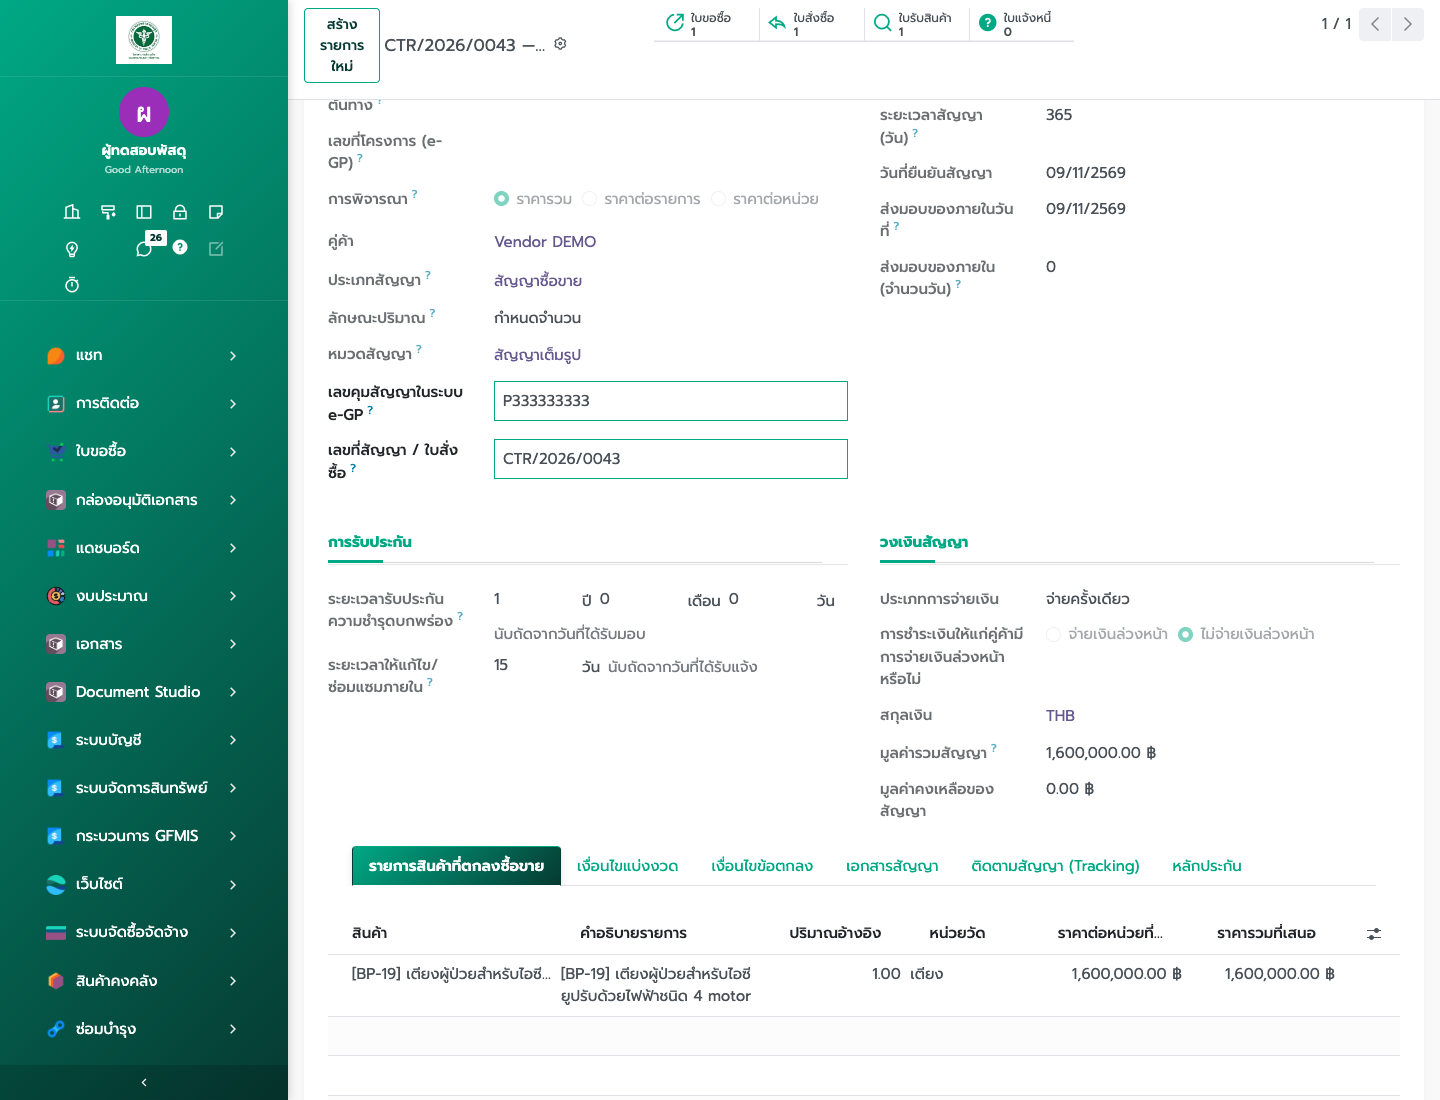 สร้าง
รายการ
ใหม่
CTR/2026/0043 —...
ใบขอซื้อ
1
ใบสั่งซื้อ
1
ใบรับสินค้า
1
ใบแจ้งหนี้
0
1 / 1
ผ
ผู้ทดสอบพัสดุ
Good Afternoon
26
แชท
การติดต่อ
ใบขอซื้อ
กล่องอนุมัติเอกสาร
แดชบอร์ด
งบประมาณ
เอกสาร
Document Studio
ระบบบัญชี
ระบบจัดการสินทรัพย์
กระบวนการ GFMIS
เว็บไซต์
ระบบจัดซื้อจัดจ้าง
สินค้าคงคลัง
ซ่อมบำรุง
ต้นทาง ?
เลขที่โครงการ (e-
GP) ?
การพิจารณา ?
ราคารวม ราคาต่อรายการ ราคาต่อหน่วย
คู่ค้า
Vendor DEMO
ประเภทสัญญา ?
สัญญาซื้อขาย
ลักษณะปริมาณ ?
กำหนดจำนวน
หมวดสัญญา ?
สัญญาเต็มรูป
เลขคุมสัญญาในระบบ
e-GP ?
P333333333
เลขที่สัญญา / ใบสั่ง
ซื้อ ?
CTR/2026/0043
ระยะเวลาสัญญา
(วัน) ?
365
วันที่ยืนยันสัญญา
09/11/2569
ส่งมอบของภายในวัน
ที่ ?
09/11/2569
ส่งมอบของภายใน
(จำนวนวัน) ?
0
การรับประกัน
ระยะเวลารับประกัน
ความชำรุดบกพร่อง ?
1 ปี 0 เดือน 0 วัน
นับถัดจากวันที่ได้รับมอบ
ระยะเวลาให้แก้ไข/
ซ่อมแซมภายใน ?
15 วัน นับถัดจากวันที่ได้รับแจ้ง
วงเงินสัญญา
ประเภทการจ่ายเงิน
จ่ายครั้งเดียว
การชำระเงินให้แก่คู่ค้ามี
การจ่ายเงินล่วงหน้า
หรือไม่
จ่ายเงินล่วงหน้า ไม่จ่ายเงินล่วงหน้า
สกุลเงิน
THB
มูลค่ารวมสัญญา ?
1,600,000.00 ฿
มูลค่าคงเหลือของ
สัญญา
0.00 ฿
รายการสินค้าที่ตกลงซื้อขาย เงื่อนไขแบ่งงวด เงื่อนไขข้อตกลง เอกสารสัญญา ติดตามสัญญา (Tracking) หลักประกัน
สินค้า คำอธิบายรายการ ปริมาณอ้างอิง หน่วยวัด ราคาต่อหน่วยที่... ราคารวมที่เสนอ
[BP-19] เตียงผู้ป่วยสำหรับไอซี... [BP-19] เตียงผู้ป่วยสำหรับไอซี 1.00 เตียง 1,600,000.00 ฿ 1,600,000.00 ฿
ยูปรับด้วยไฟฟ้าชนิด 4 motor